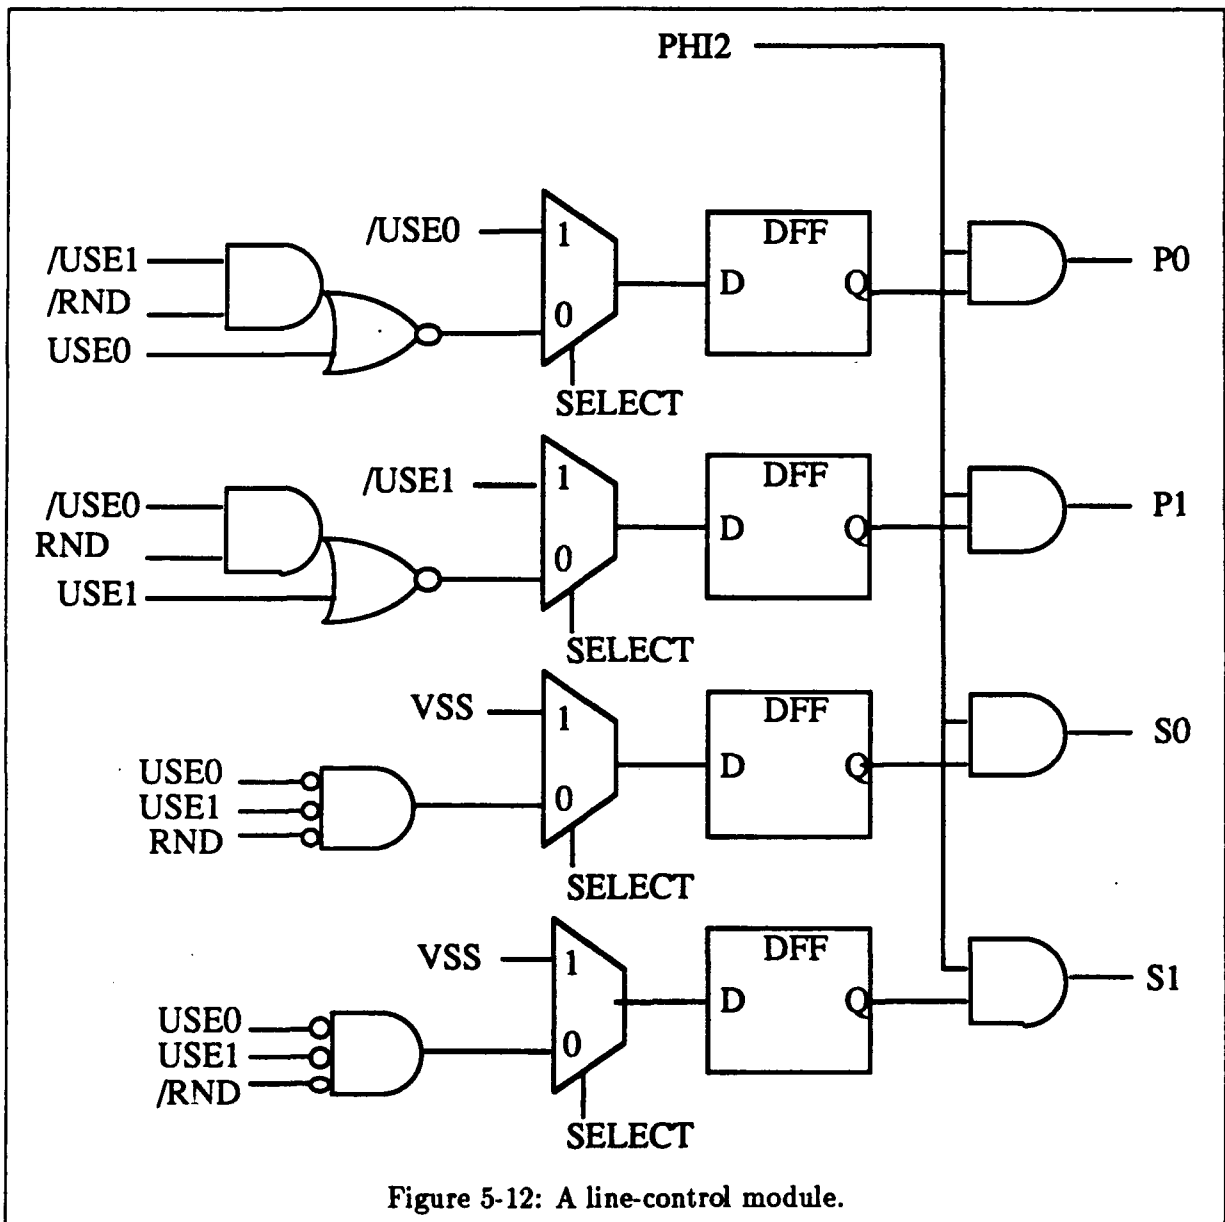 PHI2
/USE0
1
DFF
/USE1
/RND
USE0
0
D
Q
P0
SELECT
/USE1
1
DFF
/USE0
RND
USE1
0
D
Q
P1
SELECT
VSS
1
DFF
USE0
USE1
RND
0
D
Q
S0
SELECT
VSS
1
DFF
USE0
USE1
/RND
0
D
Q
S1
SELECT
Figure 5-12: A line-control module.